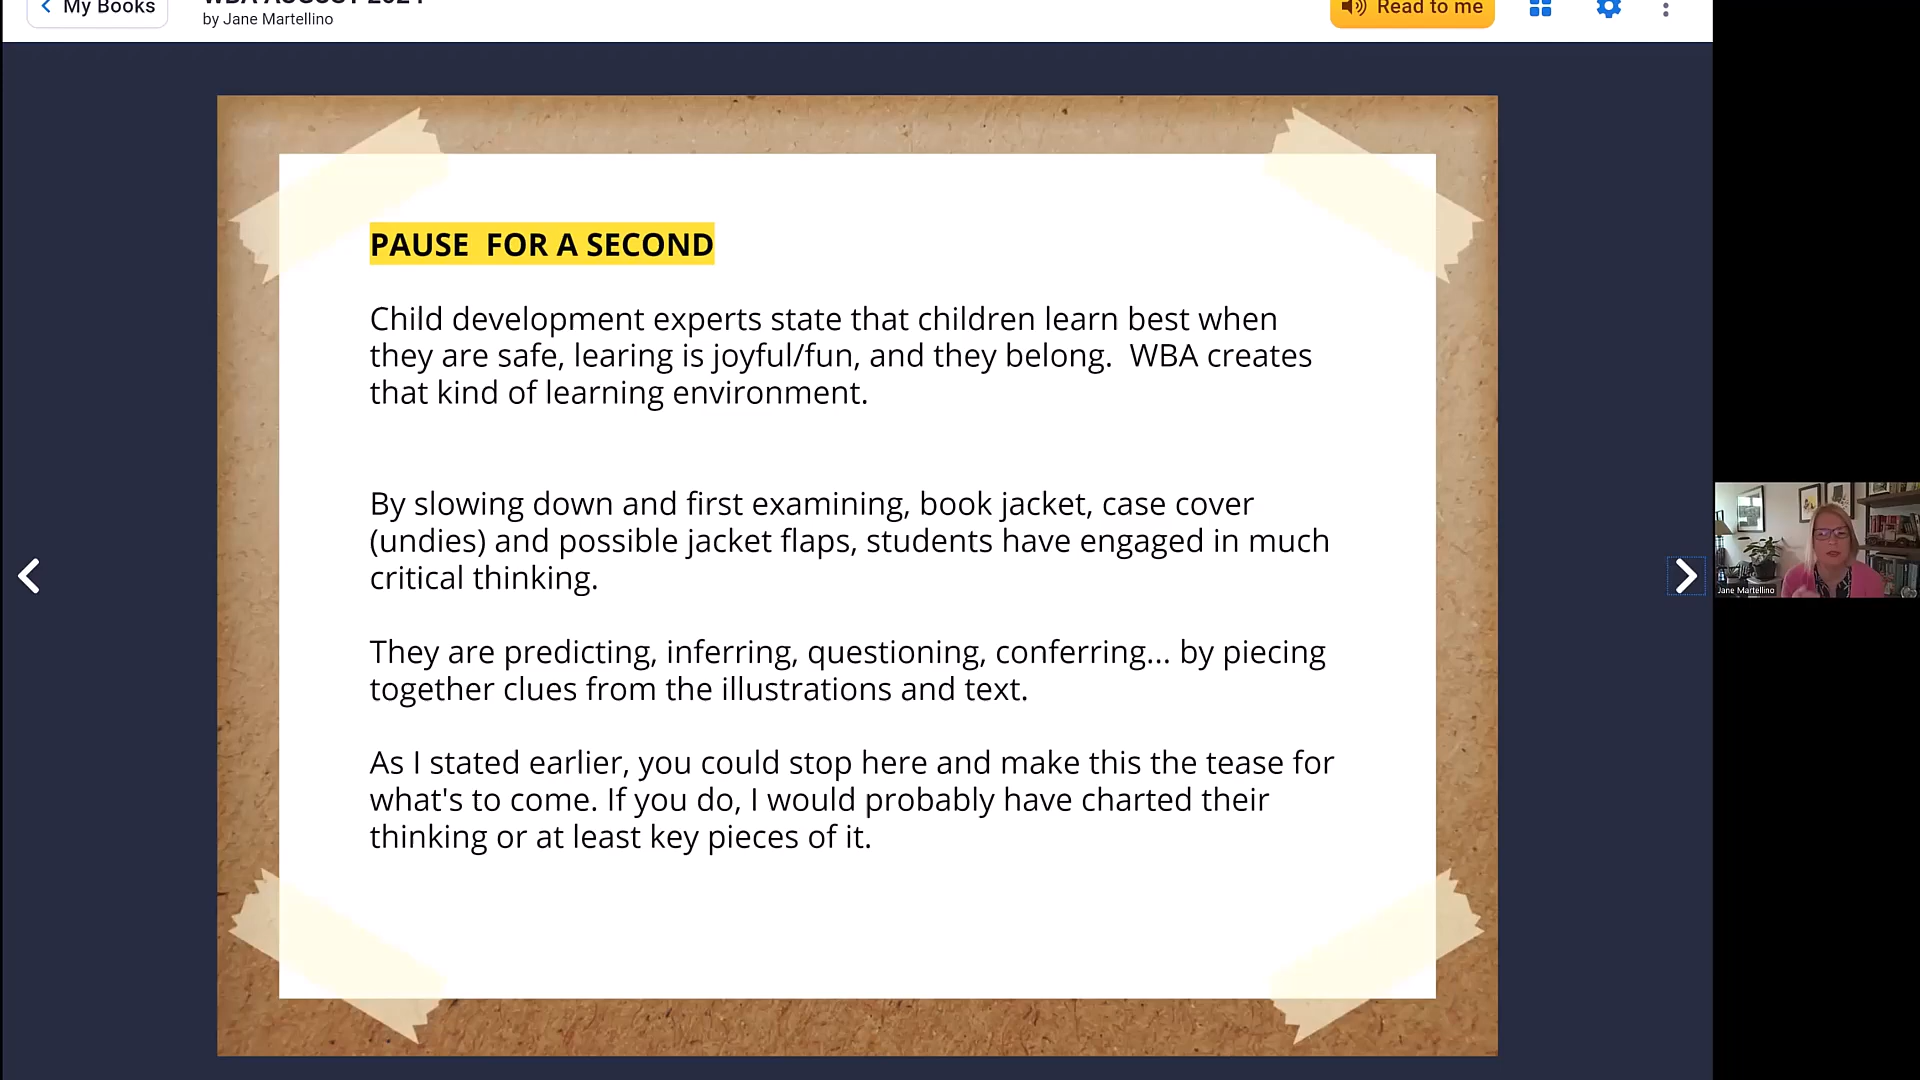 My Books
WBA AUGUST 2024
by Jane Martellino
Read to me
PAUSE  FOR A SECOND
Child development experts state that children learn best when
they are safe, learing is joyful/fun, and they belong.  WBA creates
that kind of learning environment.
By slowing down and first examining, book jacket, case cover
(undies) and possible jacket flaps, students have engaged in much
critical thinking.
They are predicting, inferring, questioning, conferring... by piecing
together clues from the illustrations and text.
As I stated earlier, you could stop here and make this the tease for
what's to come. If you do, I would probably have charted their
thinking or at least key pieces of it.
Jane Martellino